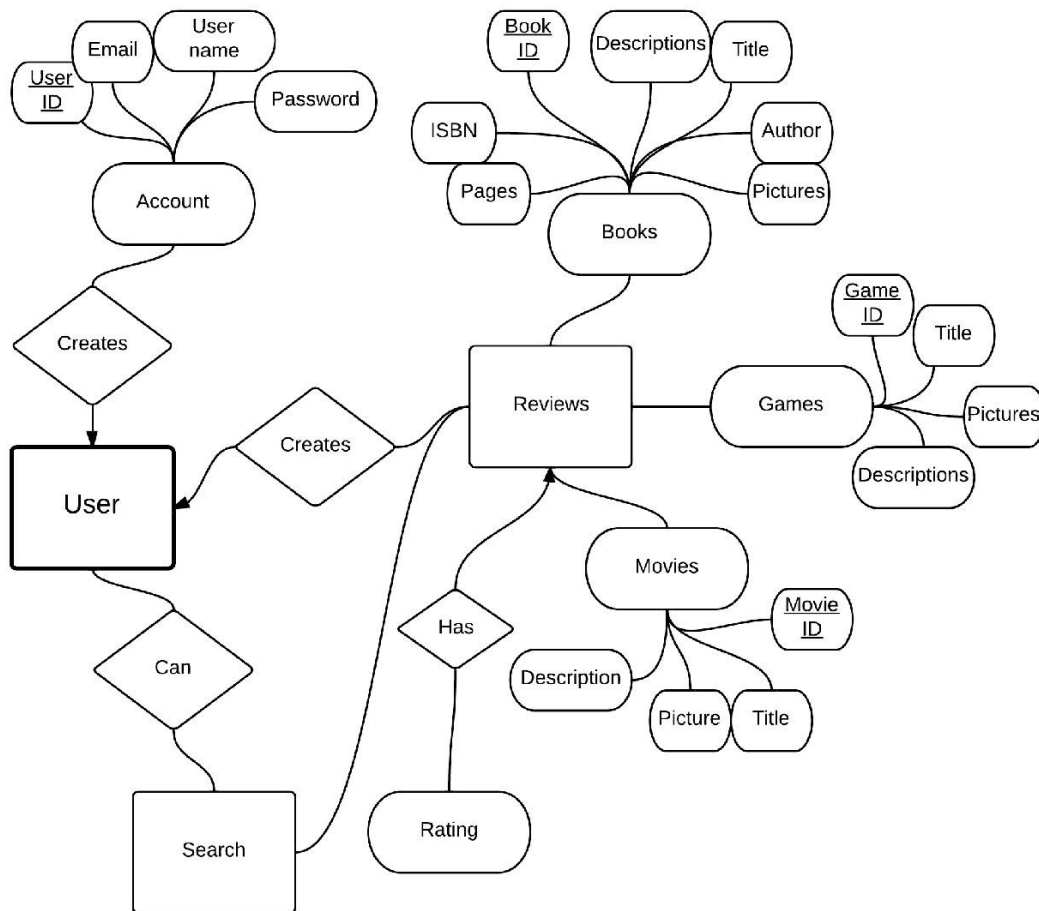 User
name
Email
User
ID
Password
Account
Creates
User
Can
Search
Book
ID
Descriptions
Title
ISBN
Author
Pages
Pictures
Books
Reviews
Creates
Game
ID
Title
Games
Pictures
Descriptions
Movies
Movie
ID
Has
Description
Picture
Title
Rating